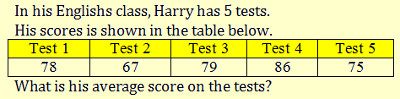 In his Englishs class, Harry has 5 tests.
His scores is shown in the table below.
Test 1 Test 2 Test 3 Test 4 Test 5
78 67 79 86 75
What is his average score on the tests?